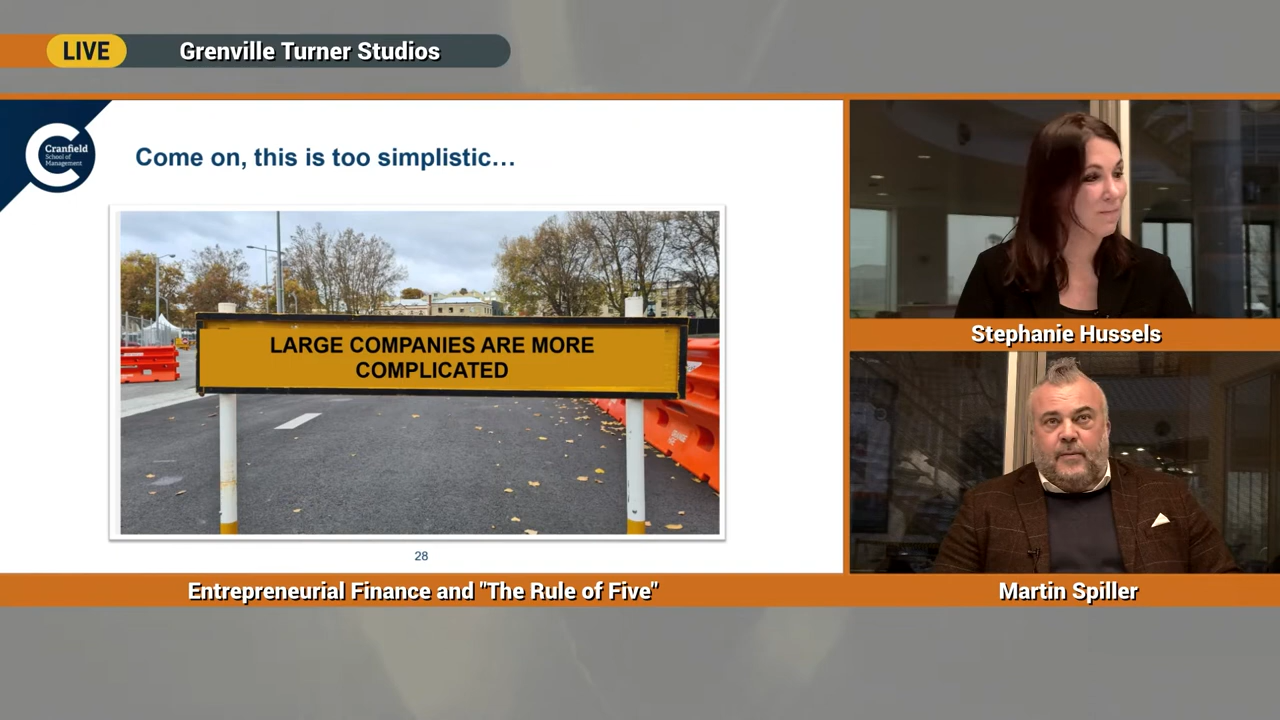 LIVE
Grenville Turner Studios
Cranfield
School of
Management
Come on, this is too simplistic...
LARGE COMPANIES ARE MORE
COMPLICATED
28
Entrepreneurial Finance and "The Rule of Five"
Stephanie Hussels
Martin Spiller